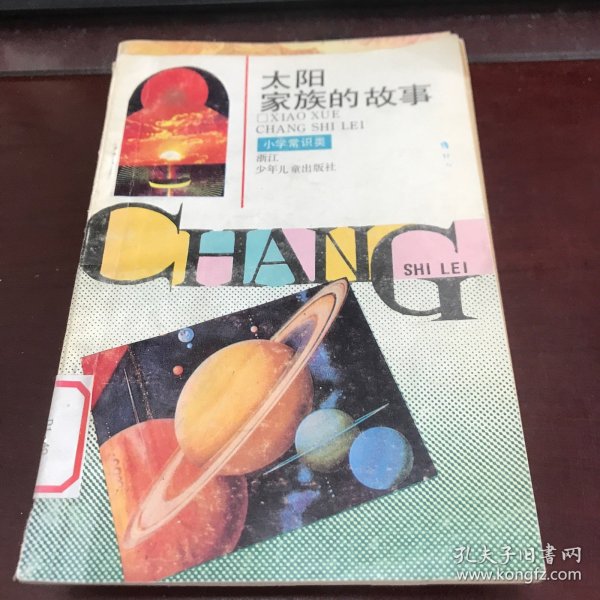 太阳
家族的故事
□XIAO XUE
CHANG SHI LEI
小学常识类
浙江
少年儿童出版社
CHANG
SHI LEI
孔夫子旧书网
www.kongfz.com